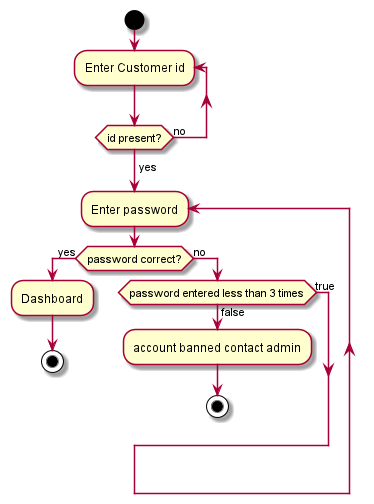 Enter Customer id
id present?
no
yes
Enter password
yes
password correct?
no
Dashboard
password entered less than 3 times
true
false
account banned contact admin